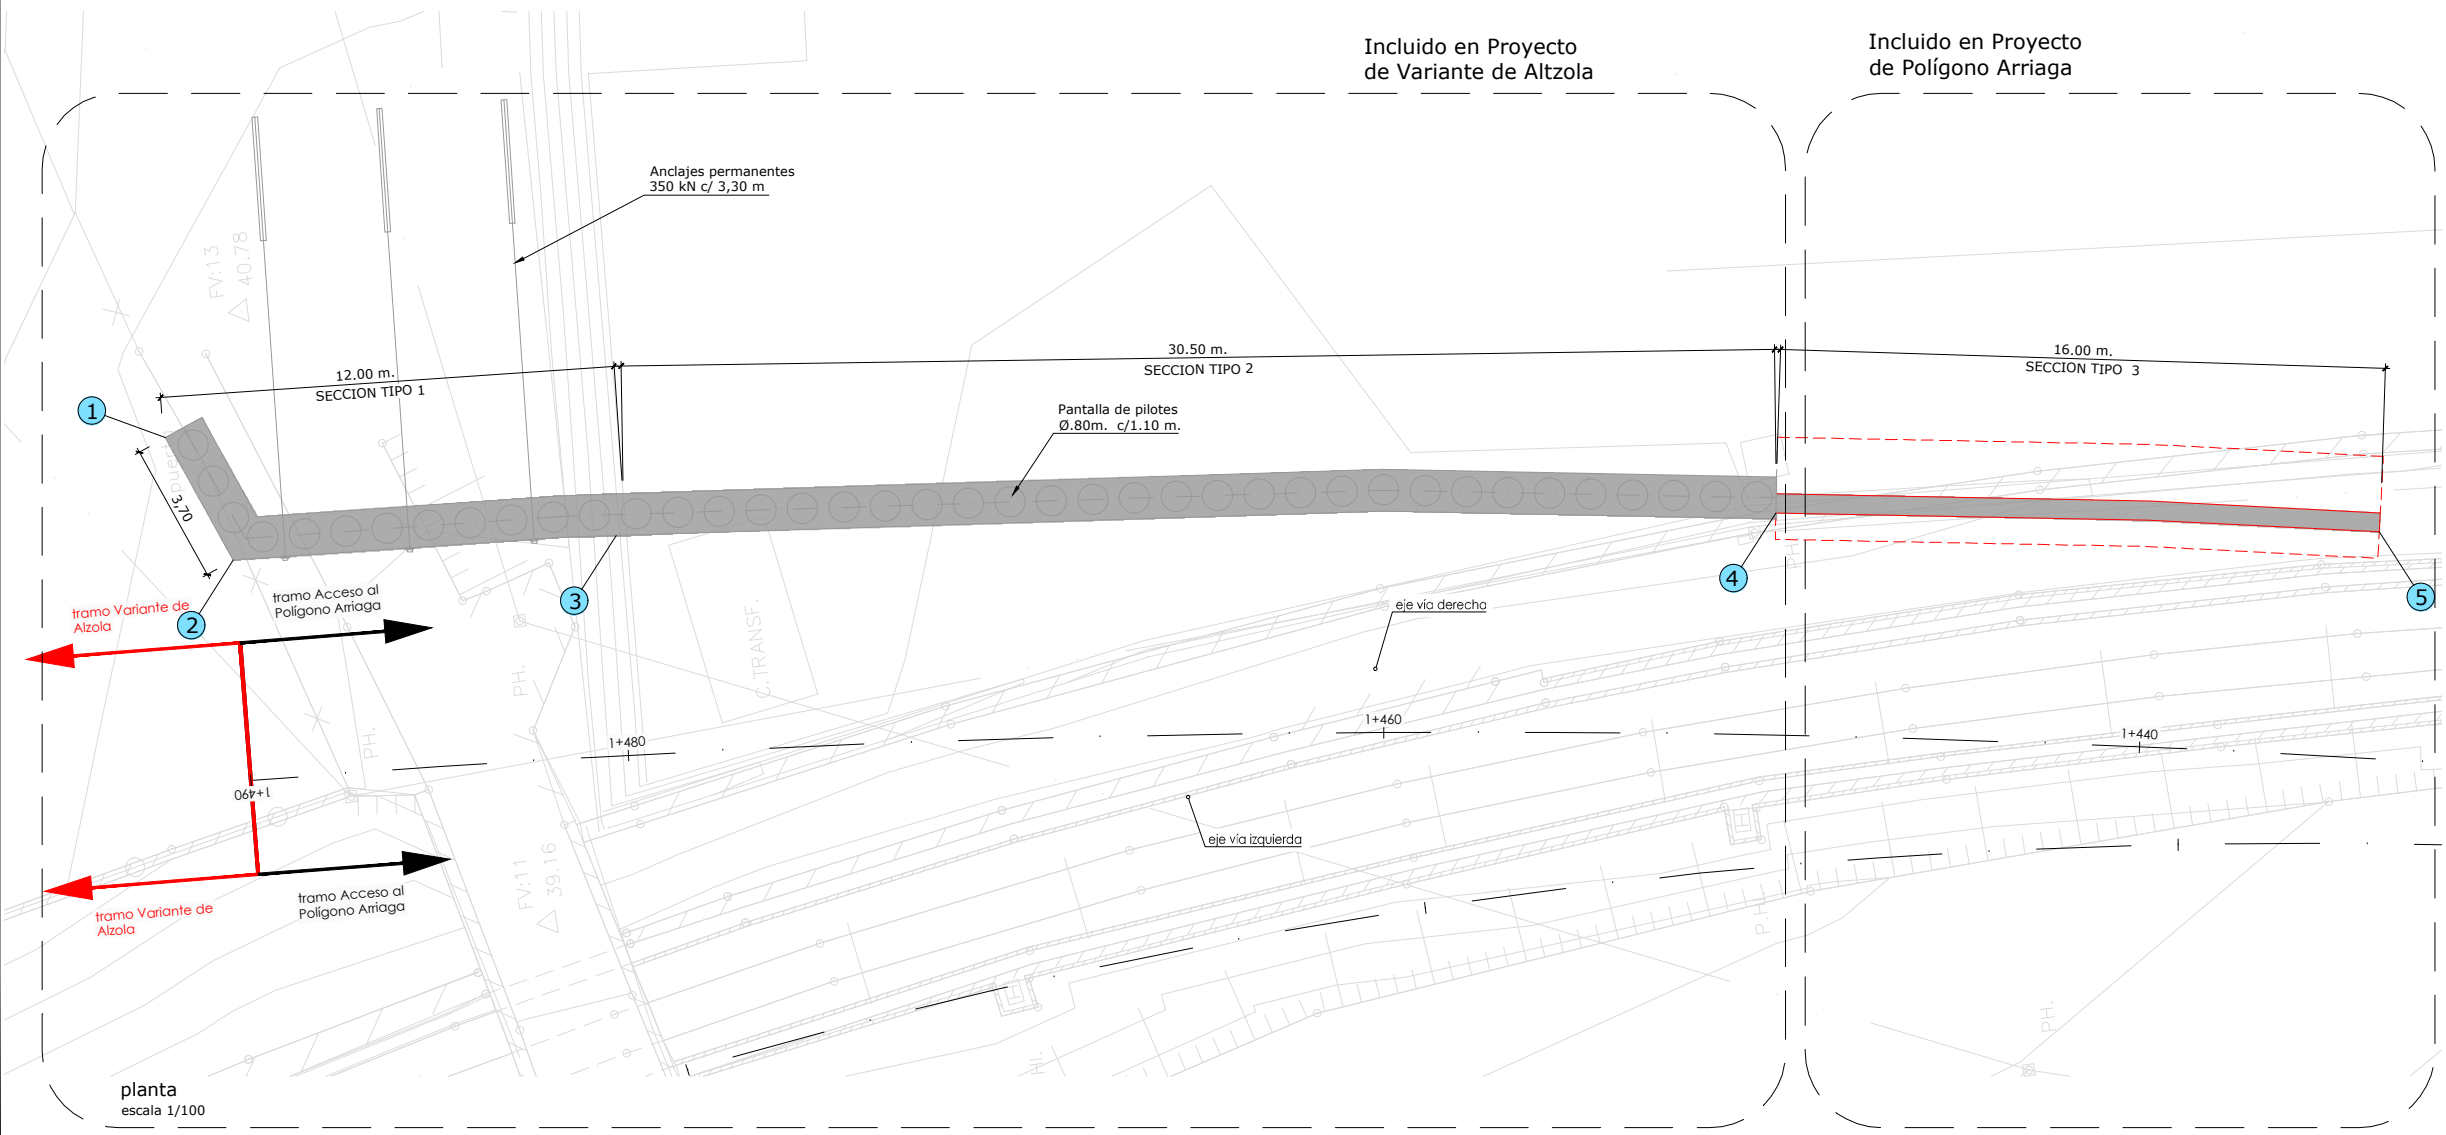 Incluido en Proyecto
de Variante de Altzola
Incluido en Proyecto
de Polígono Arriaga
Anclajes permanentes
350 kN c/ 3,30 m
FV:13
40.78
12.00 m.
SECCION TIPO 1
30.50 m.
SECCION TIPO 2
16.00 m.
SECCION TIPO 3
1
Pantalla de pilotes
Ø.80m. c/1.10 m.
3,70
2
3
4
5
tramo Variante de
Alzola
tramo Acceso al
Polígono Arriaga
eje vía derecha
C.TRANSF.
PH.
PH.
PH.
1+480
1+460
1+440
1+490
eje vía izquierda
FV:11
39.16
tramo Variante de
Alzola
tramo Acceso al
Polígono Arriaga
P.H.
PH.
PH.
planta
escala 1/100